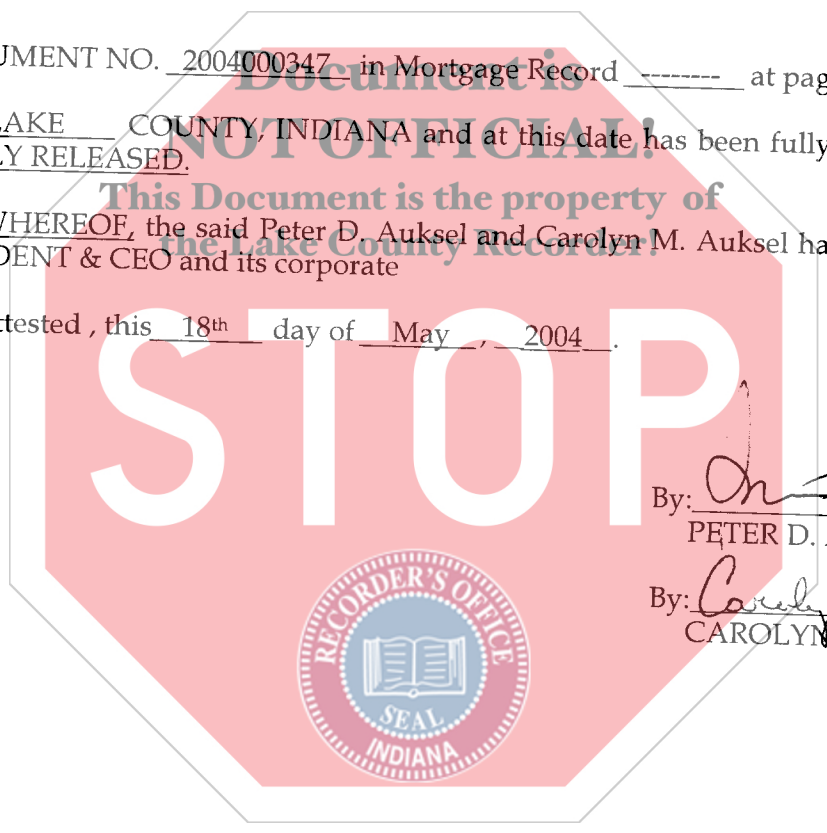 UMENT NO. 2004000347 in Mortgage Record -------- at pag
Document is
LAKE COUNTY, INDIANA and at this date has been fully
NOT OFFICIAL!
LY RELEASED.
This Document is the property of
WHEREOF, the said Peter D. Auksel and Carolyn M. Auksel ha
the Lake County Recorder!
DENT & CEO and its corporate
ttested , this 18th day of May , 2004 .
STOP
By:
PETER D.
By: Carol
CAROLYN
RECORDER'S OFFICE
SEAL
INDIANA